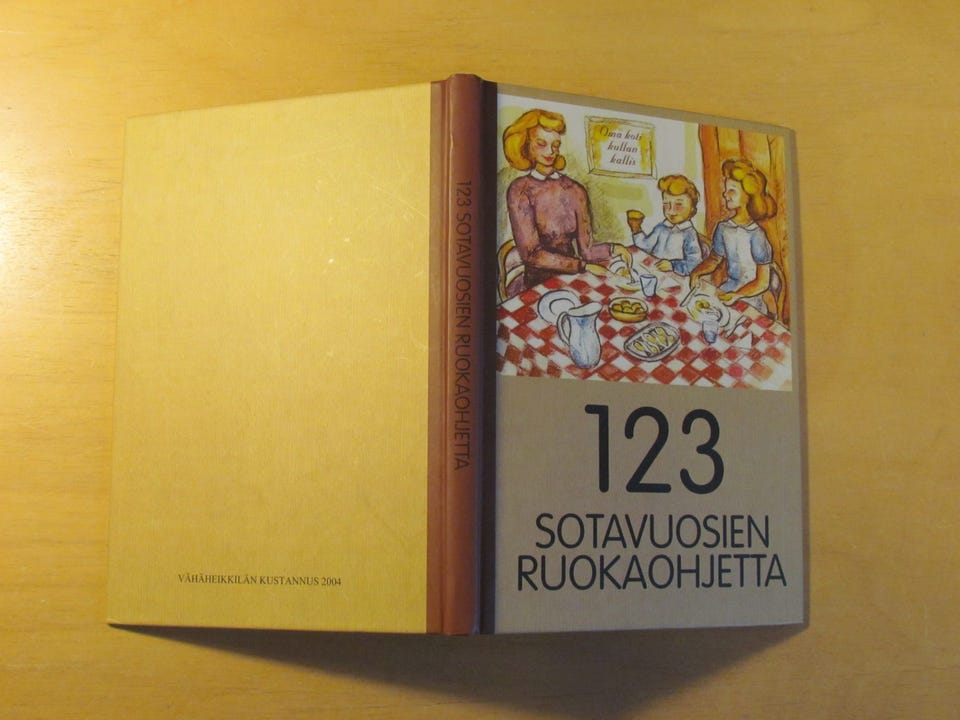 VÄHÄHEIKKILÄN KUSTANNUS 2004
123 SOTAVUOSIEN RUOKAOHJETTA
Oma koti
kullan
kallis
123
SOTAVUOSIEN
RUOKAOHJETTA